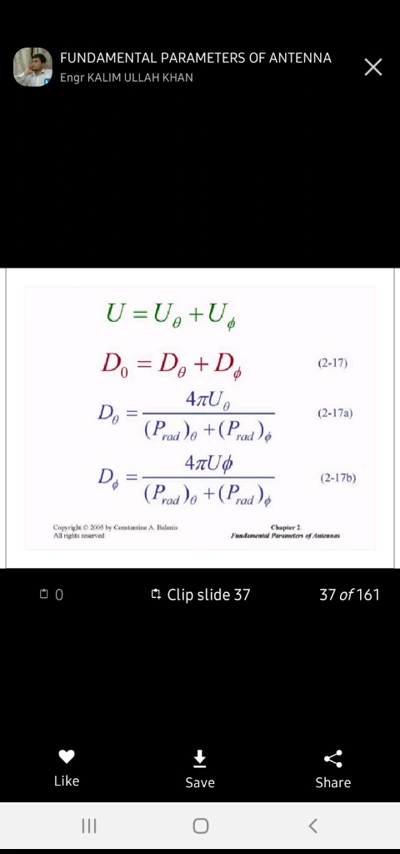 FUNDAMENTAL PARAMETERS OF ANTENNA
Engr KALIM ULLAH KHAN
U = U_θ + U_ϕ
D_0 = D_θ + D_ϕ (2-17)
D_θ = 4πU_θ / ((P_rad)_θ + (P_rad)_ϕ) (2-17a)
D_ϕ = 4πUϕ / ((P_rad)_θ + (P_rad)_ϕ) (2-17b)
Copyright © 2005 by Constantine A. Balanis
All rights reserved
Chapter 2
Fundamental Parameters of Antennas
0
Clip slide 37
37 of 161
Like
Save
Share